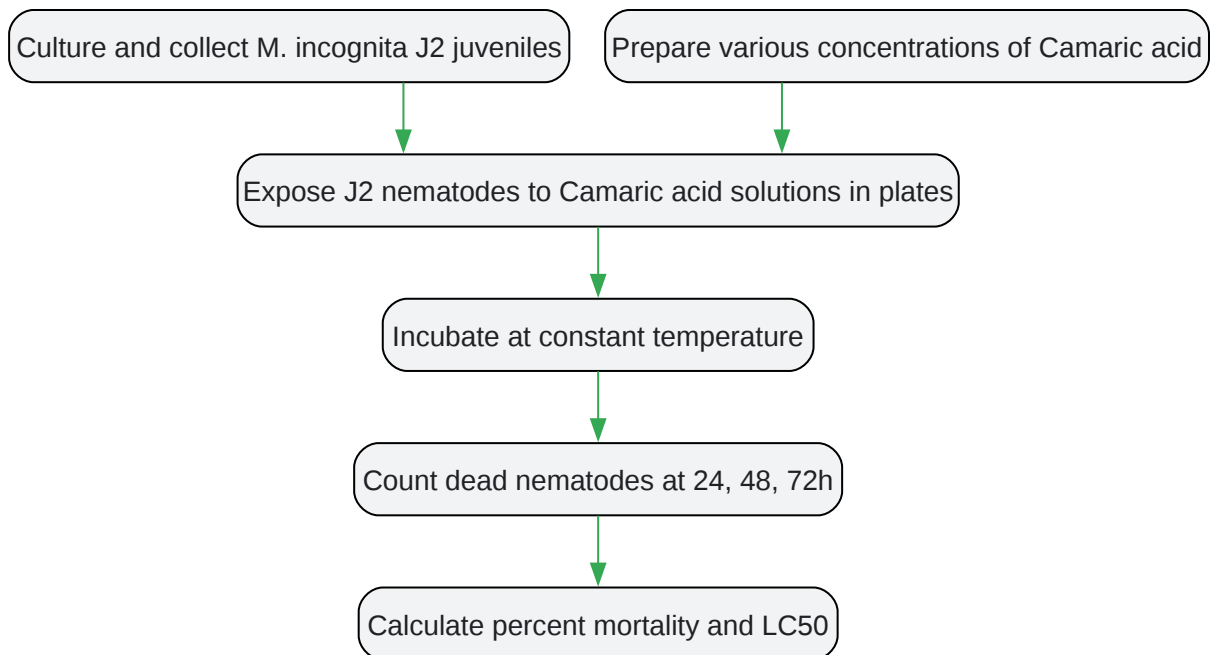 Culture and collect M. incognita J2 juveniles
Prepare various concentrations of Camaric acid
Expose J2 nematodes to Camaric acid solutions in plates
Incubate at constant temperature
Count dead nematodes at 24, 48, 72h
Calculate percent mortality and LC50